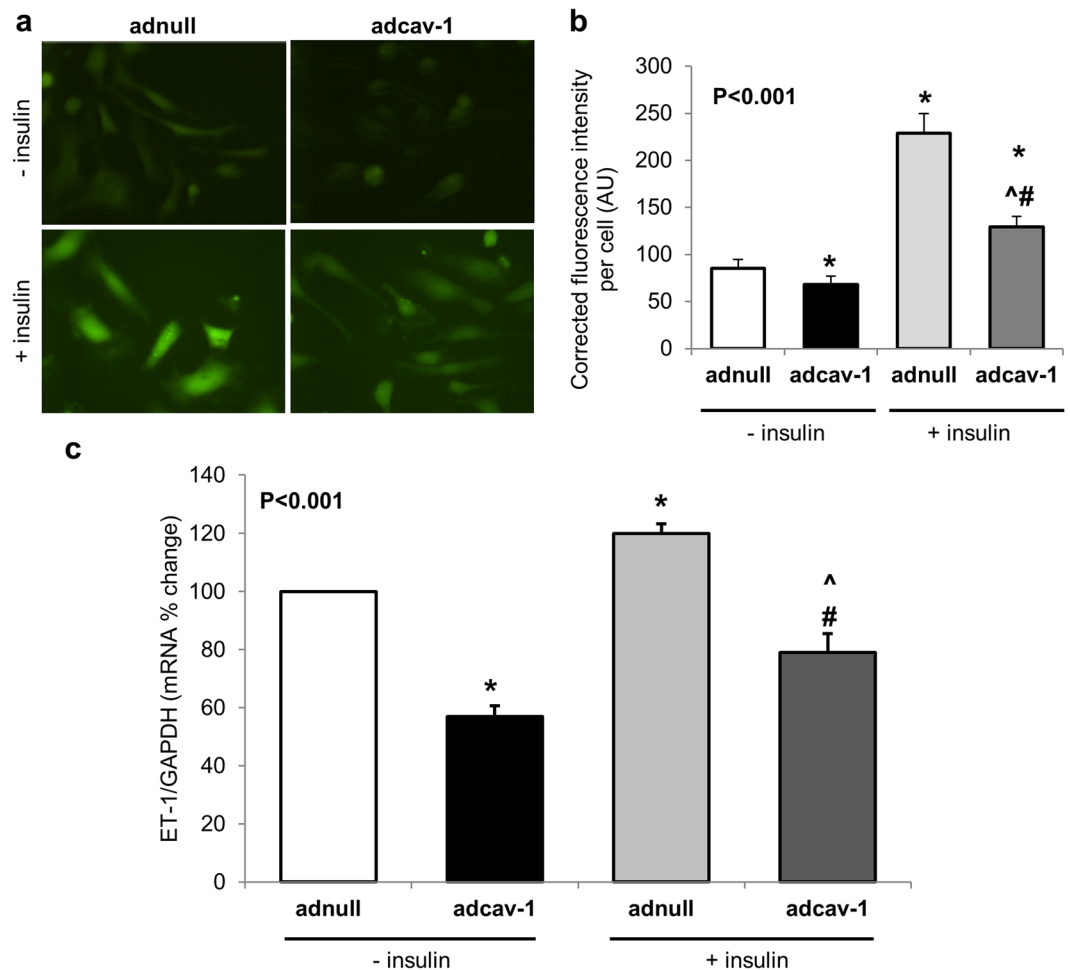 a
adnull adcav-1
- insulin
+ insulin
b
Corrected fluorescence intensity
per cell (AU)
300
250
200
150
100
50
0
P<0.001
*
*
*
^#
adnull adcav-1 adnull adcav-1
- insulin + insulin
c
ET-1/GAPDH (mRNA % change)
140
120
100
80
60
40
20
0
P<0.001
*
*
^
#
adnull adcav-1 adnull adcav-1
- insulin + insulin